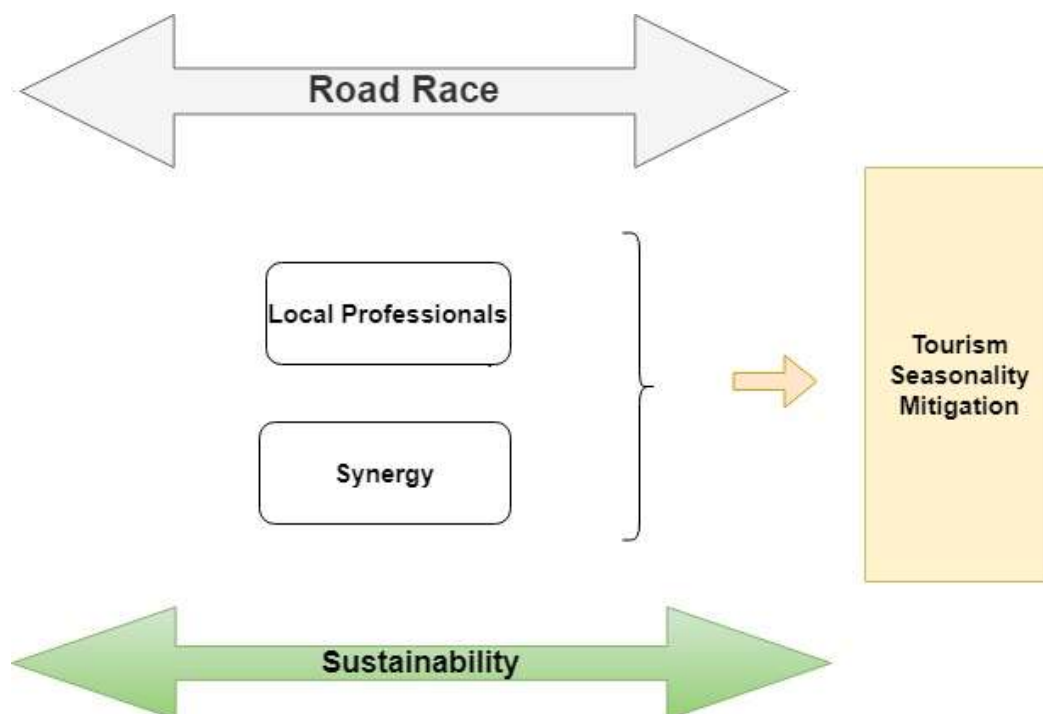 Road Race
Local Professionals
Synergy
Tourism
Seasonality
Mitigation
Sustainability